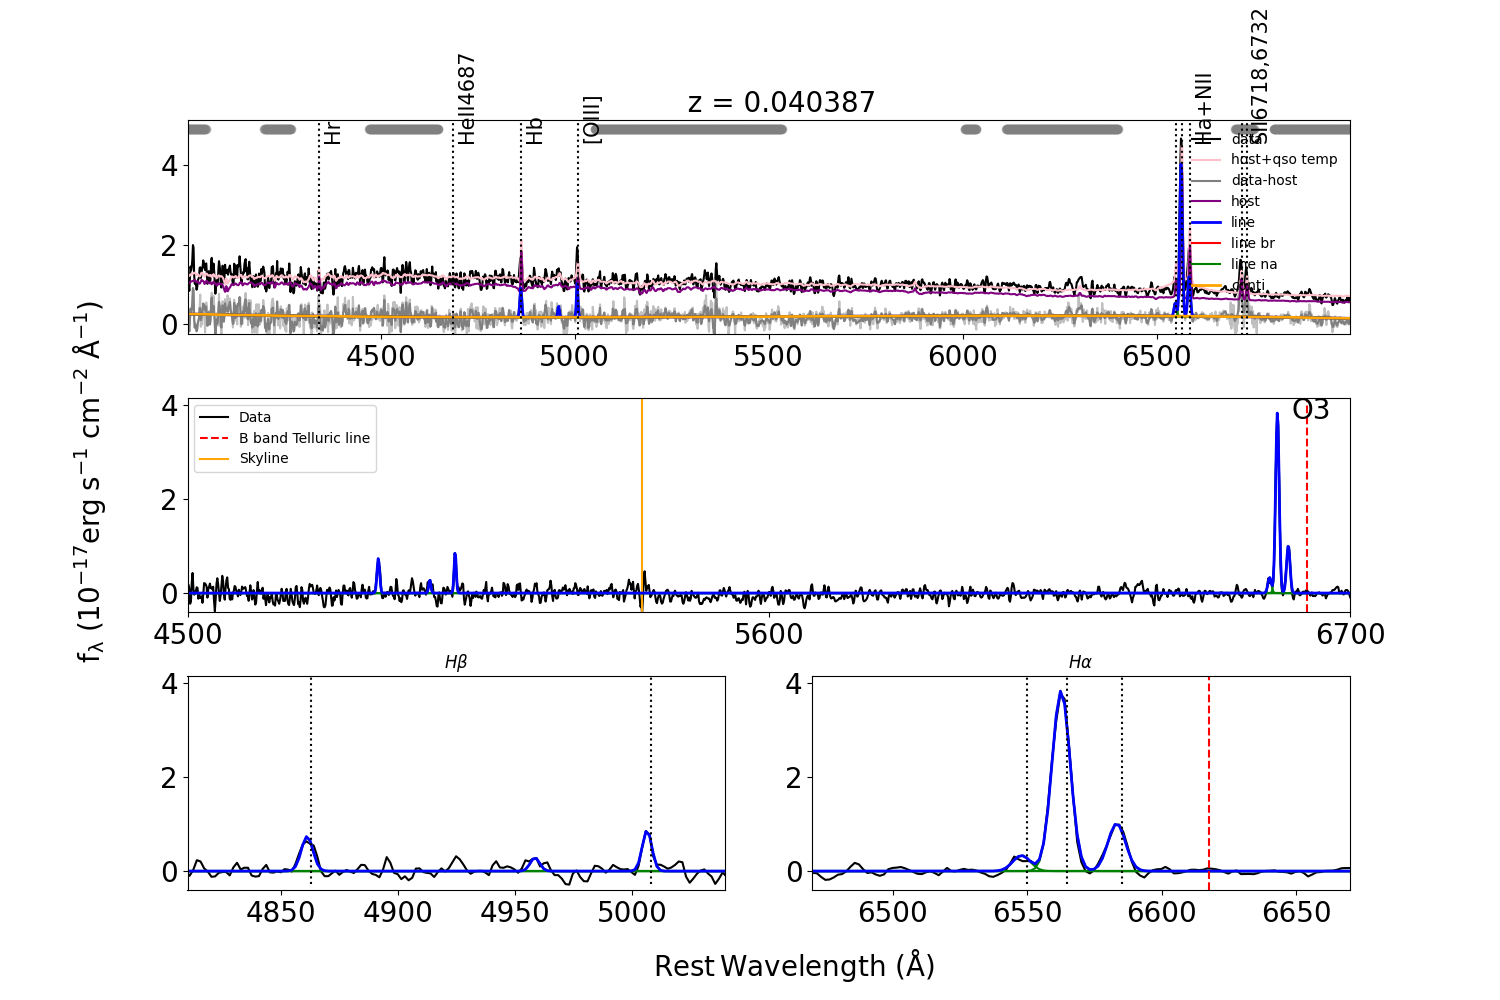 z = 0.040387
Hr
HeII4687
Hb
[OIII]
Ha+NII
SII6718,6732
data
host+qso temp
data-host
host
line
line br
line na
conti
4
2
0
4500 5000 5500 6000 6500
Data
B band Telluric line
Skyline
O3
4
2
0
4500 5600 6700
f_λ (10⁻¹⁷erg s⁻¹ cm⁻² Å⁻¹)
Hβ
4
2
0
4850 4900 4950 5000
Hα
4
2
0
6500 6550 6600 6650
Rest Wavelength (Å)